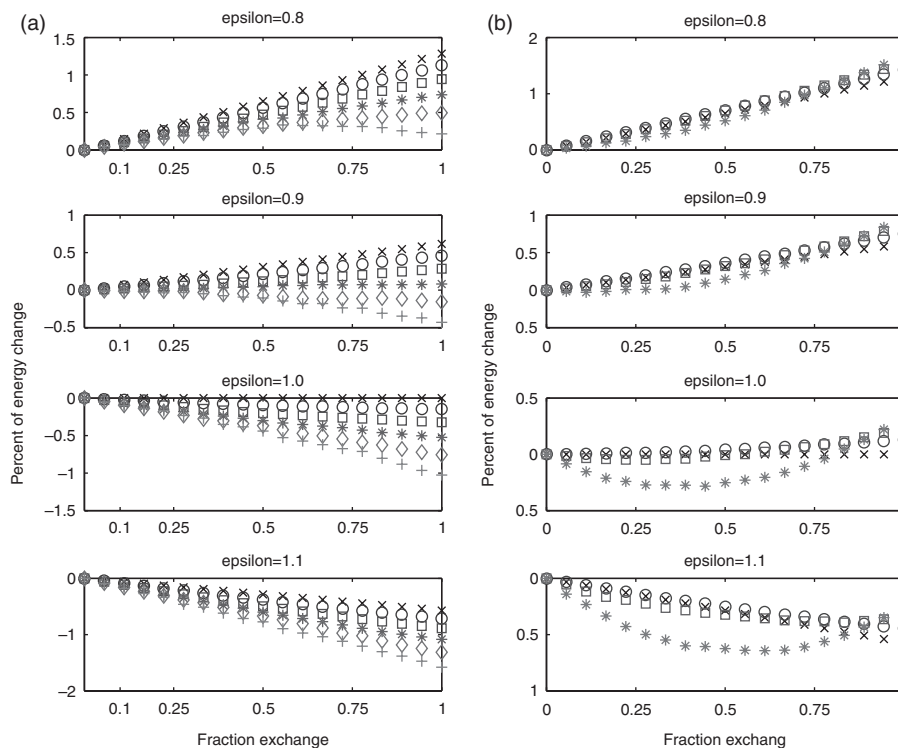 (a)
epsilon=0.8
1.5
1
0.5
0
0.1 0.25 0.5 0.75 1
epsilon=0.9
1
0.5
0
−0.5
0.1 0.25 0.5 0.75 1
epsilon=1.0
0
−0.5
−1
−1.5
0.1 0.25 0.5 0.75 1
epsilon=1.1
0
−1
−2
0.1 0.25 0.5 0.75 1
Percent of energy change
Fraction exchange
(b)
epsilon=0.8
2
1
0
0 0.25 0.5 0.75
epsilon=0.9
1
0.5
0
0.5
0 0.25 0.5 0.75
epsilon=1.0
0.5
0
0.5
0 0.25 0.5 0.75
epsilon=1.1
0
0.5
1
0 0.25 0.5 0.75
Percent of energy change
Fraction exchang